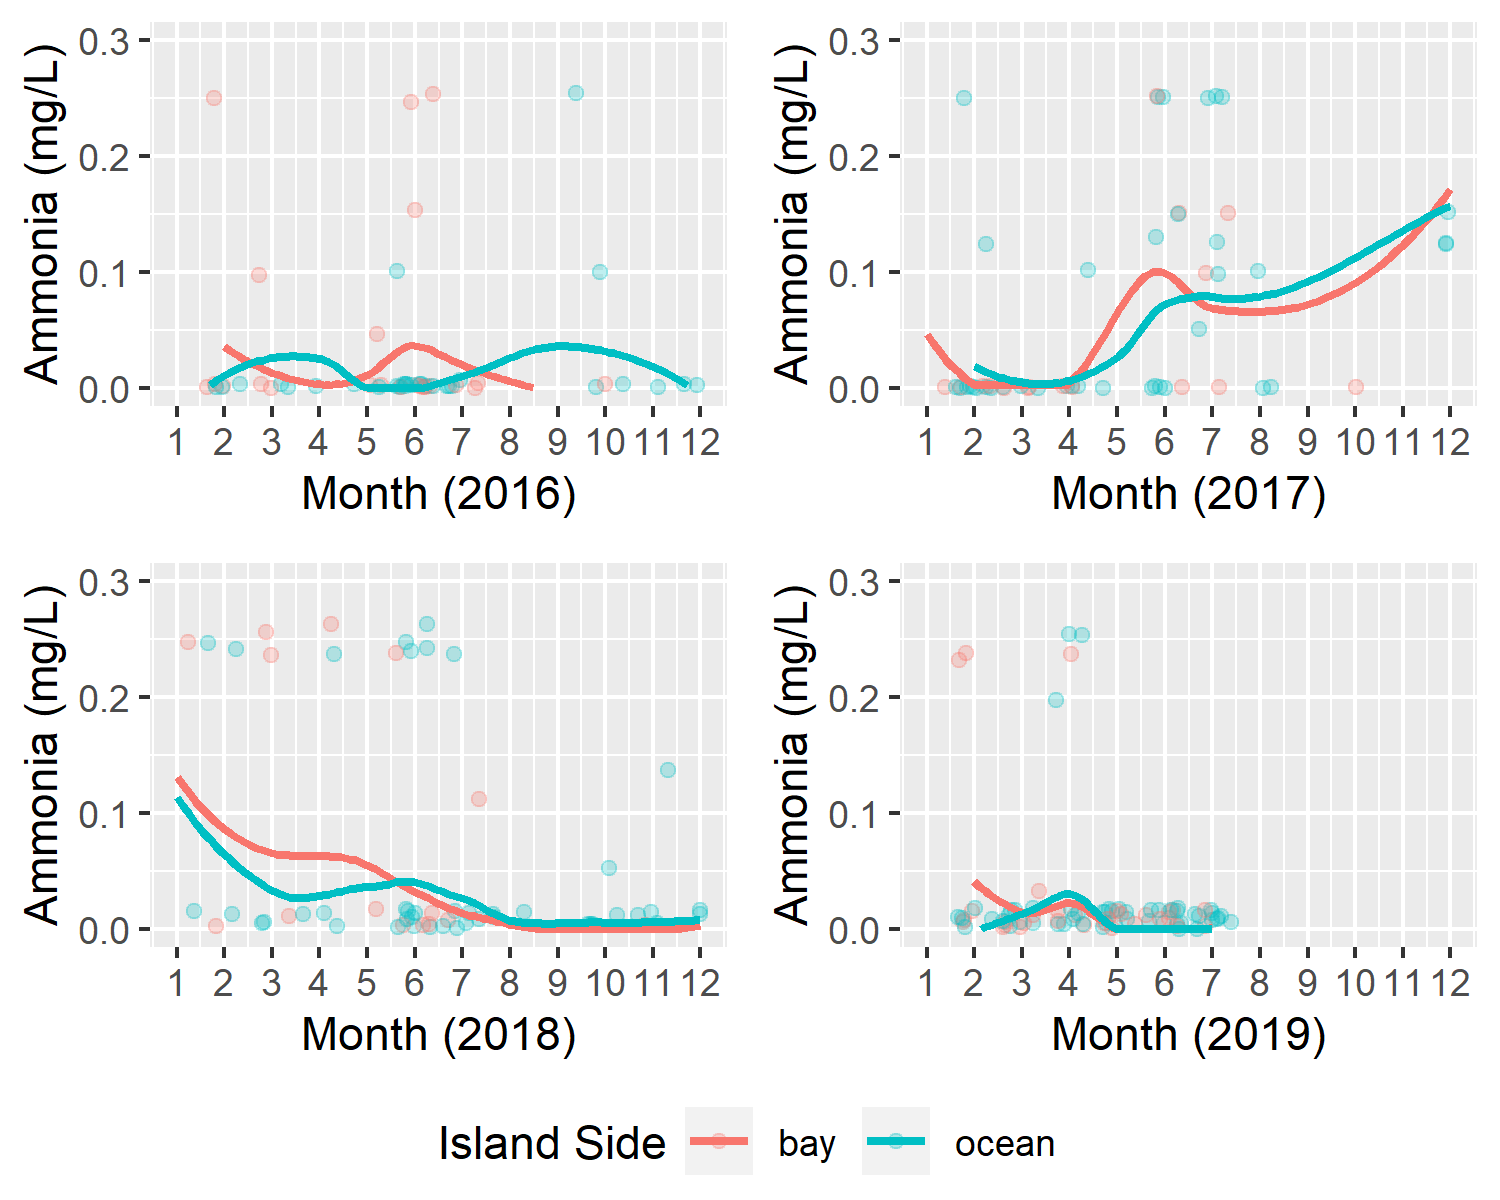 Ammonia (mg/L)
0.3
0.2
0.1
0.0
1 2 3 4 5 6 7 8 9 10 11 12
Month (2016)
Ammonia (mg/L)
0.3
0.2
0.1
0.0
1 2 3 4 5 6 7 8 9 10 11 12
Month (2017)
Ammonia (mg/L)
0.3
0.2
0.1
0.0
1 2 3 4 5 6 7 8 9 10 11 12
Month (2018)
Ammonia (mg/L)
0.3
0.2
0.1
0.0
1 2 3 4 5 6 7 8 9 10 11 12
Month (2019)
Island Side bay ocean